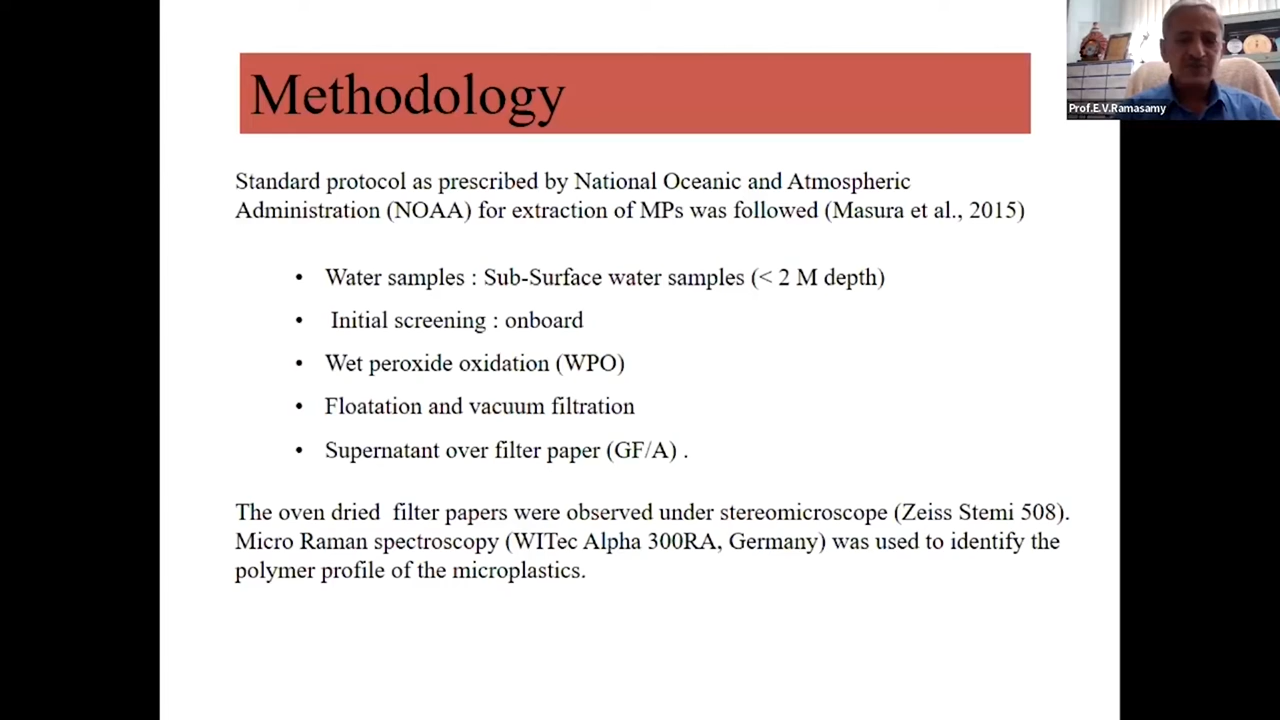 Methodology
Prof.E.V.Ramasamy
Standard protocol as prescribed by National Oceanic and Atmospheric
Administration (NOAA) for extraction of MPs was followed (Masura et al., 2015)
• Water samples : Sub-Surface water samples (< 2 M depth)
• Initial screening : onboard
• Wet peroxide oxidation (WPO)
• Floatation and vacuum filtration
• Supernatant over filter paper (GF/A) .
The oven dried filter papers were observed under stereomicroscope (Zeiss Stemi 508).
Micro Raman spectroscopy (WITec Alpha 300RA, Germany) was used to identify the
polymer profile of the microplastics.